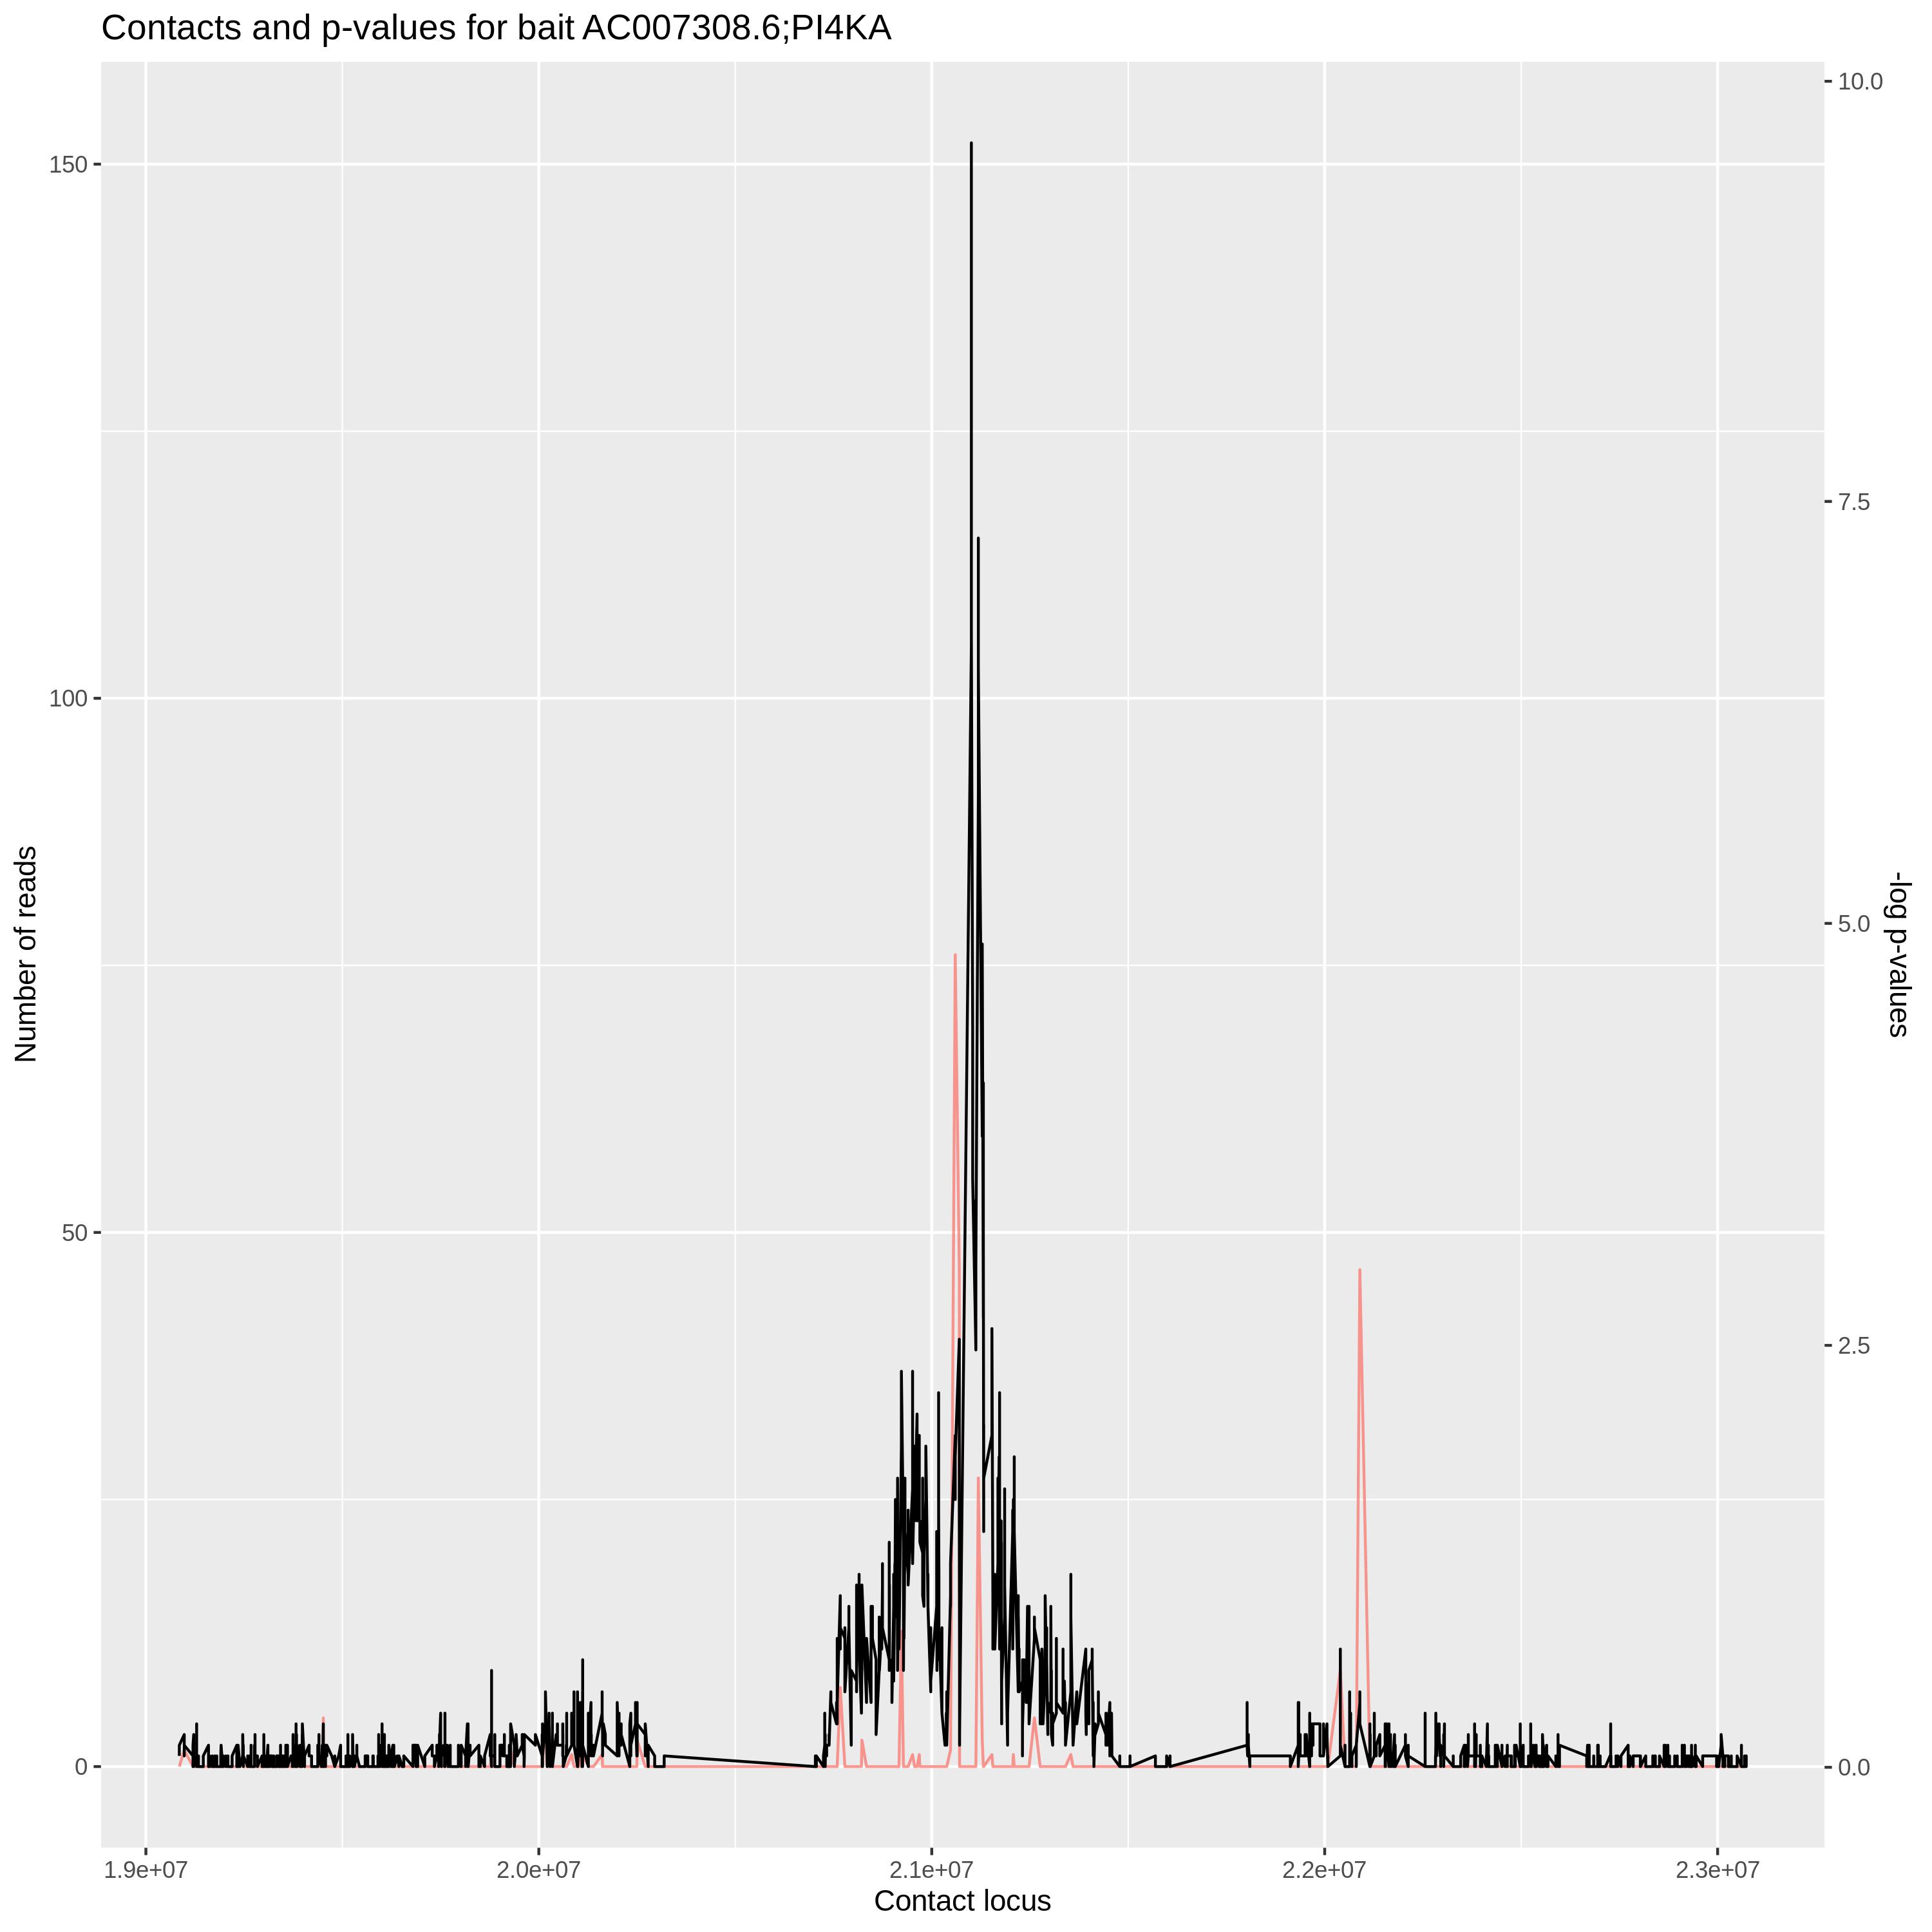 Contacts and p-values for bait AC007308.6;PI4KA
150
100
50
0
Number of reads
10.0
7.5
5.0
2.5
0.0
-log p-values
1.9e+07 2.0e+07 2.1e+07 2.2e+07 2.3e+07
Contact locus